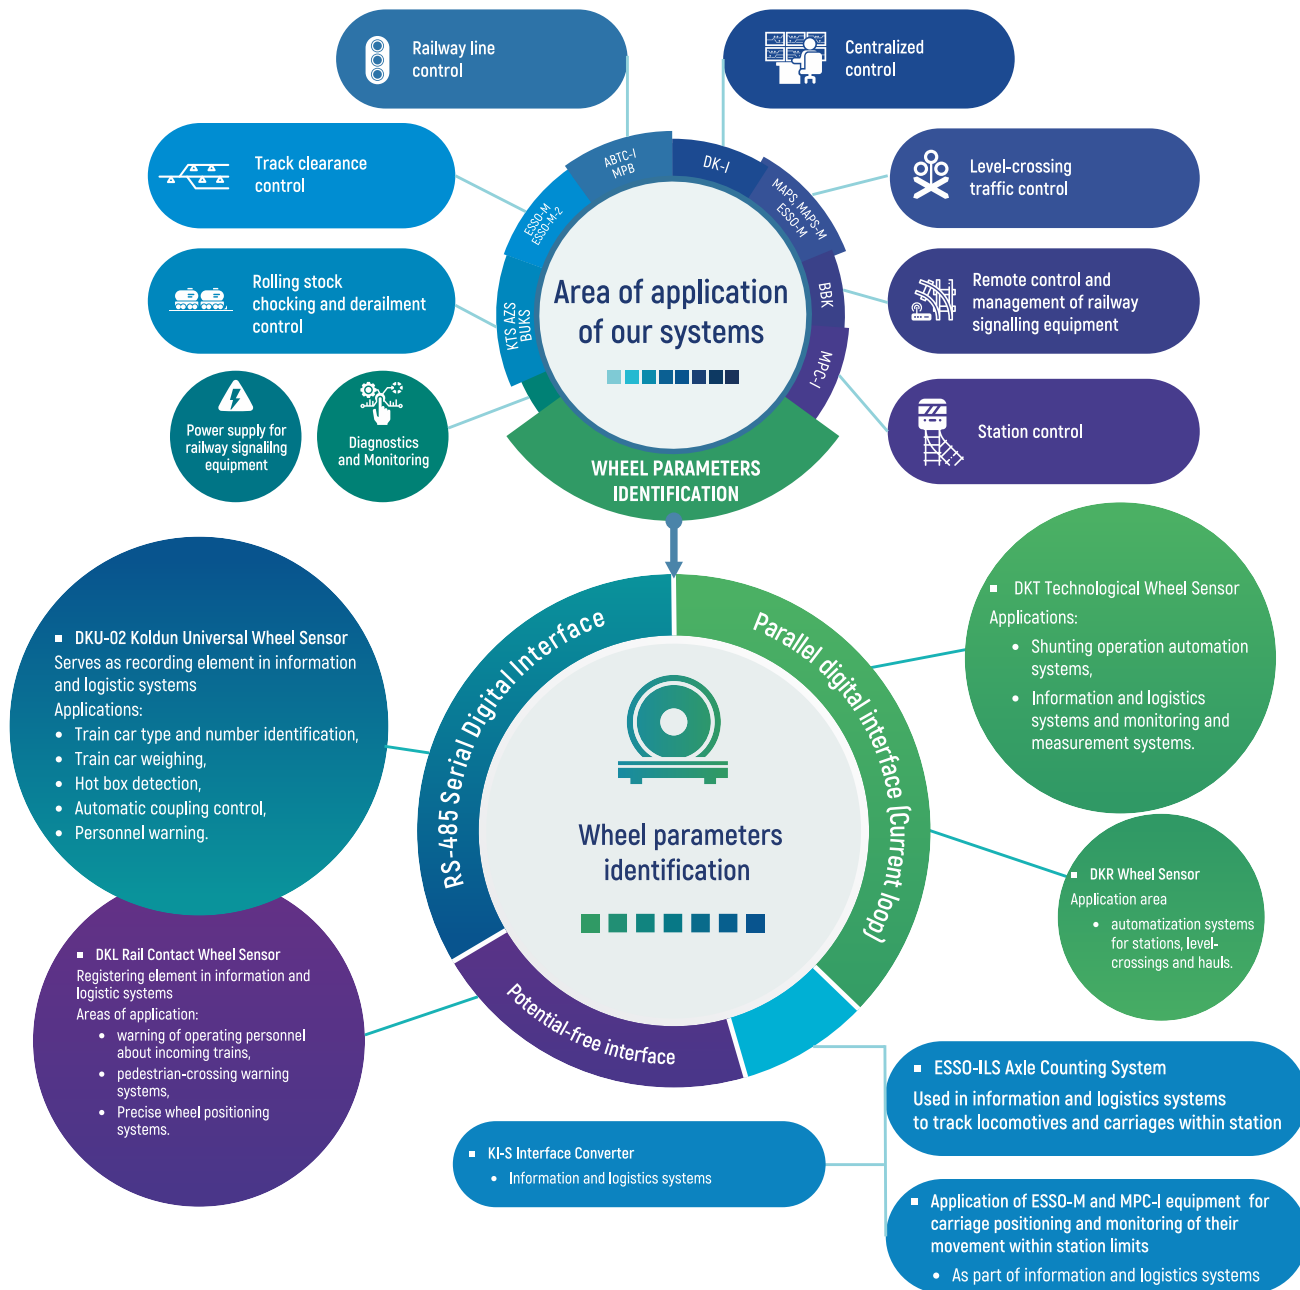 Railway line
control
Centralized
control
Track clearance
control
Level-crossing
traffic control
Rolling stock
chocking and derailment
control
Remote control and
management of railway
signalling equipment
Power supply for
railway signaliing
equipment
Diagnostics
and Monitoring
Station control
KTS AZS
BUKS
ESSO-M
ESSO-M-2
ABTC-I
MPB
DK-I
MAPS, MAPS-M
ESSO-M
BBK
MPC-I
Area of application
of our systems
WHEEL PARAMETERS
IDENTIFICATION
RS-485 Serial Digital Interface
Parallel digital interface (Current loop)
Potential-free interface
Wheel parameters
identification
DKU-02 Koldun Universal Wheel Sensor
Serves as recording element in information
and logistic systems
Applications:
• Train car type and number identification,
• Train car weighing,
• Hot box detection,
• Automatic coupling control,
• Personnel warning.
DKT Technological Wheel Sensor
Applications:
• Shunting operation automation
systems,
• Information and logistics
systems and monitoring and
measurement systems.
DKR Wheel Sensor
Application area
• automatization systems
for stations, level-
crossings and hauls.
DKL Rail Contact Wheel Sensor
Registering element in information and
logistic systems
Areas of application:
• warning of operating personnel
about incoming trains,
• pedestrian-crossing warning
systems,
• Precise wheel positioning
systems.
ESSO-ILS Axle Counting System
Used in information and logistics systems
to track locomotives and carriages within station
KI-S Interface Converter
• Information and logistics systems
Application of ESSO-M and MPC-I equipment for
carriage positioning and monitoring of their
movement within station limits
• As part of information and logistics systems